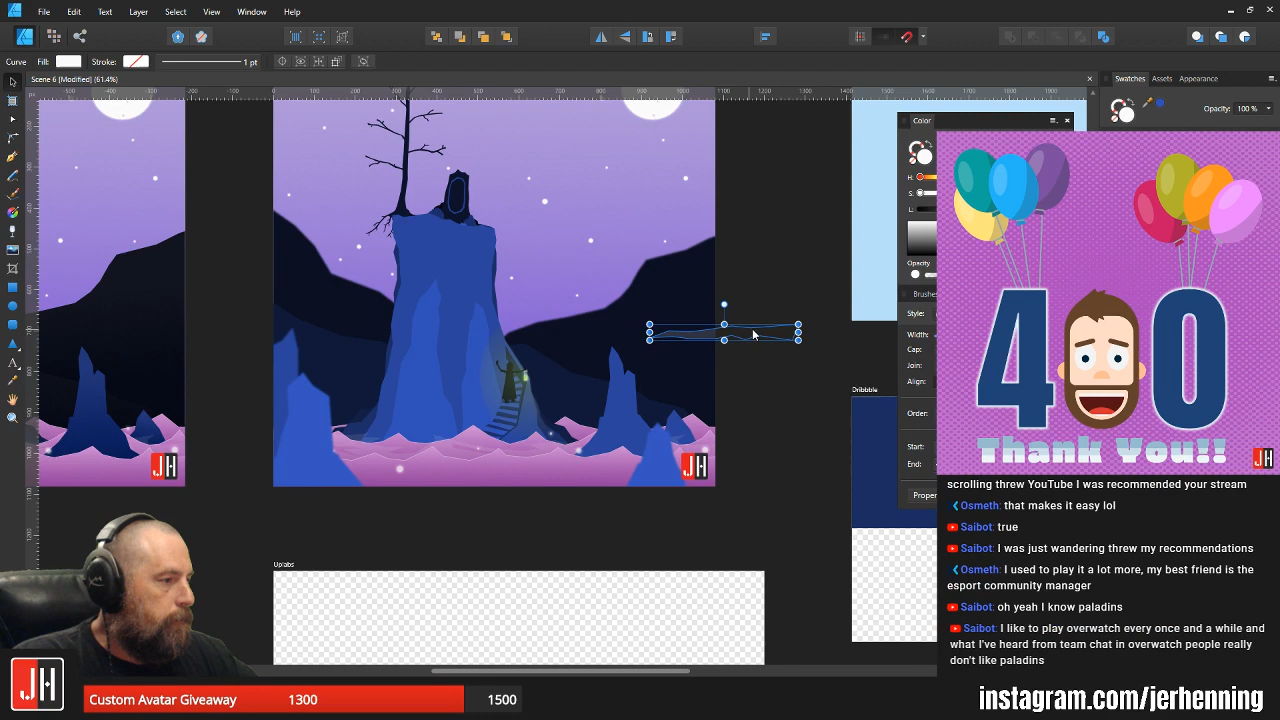 File Edit Text Layer Select View Window Help
Curve Fill: Stroke: 1 pt
Scene 6 [Modified] (61.4%)
Swatches Assets Appearance
Opacity: 100 %
Color
H:
S:
L:
Opacity
Brushes
Style:
Width:
Cap:
Join:
Align:
Order:
Start:
End:
Proper
Dribbble
Uplabs
JH
JH
40
Thank You!!
JH
scrolling threw YouTube I was recommended your stream
Osmeth: that makes it easy lol
Saibot: true
Saibot: I was just wandering threw my recommendations
Osmeth: I used to play it a lot more, my best friend is the
esport community manager
Saibot: oh yeah I know paladins
Saibot: I like to play overwatch every once and a while and
what I've heard from team chat in overwatch people really
don't like paladins
JH
Custom Avatar Giveaway 1300 1500
instagram.com/jerhenning